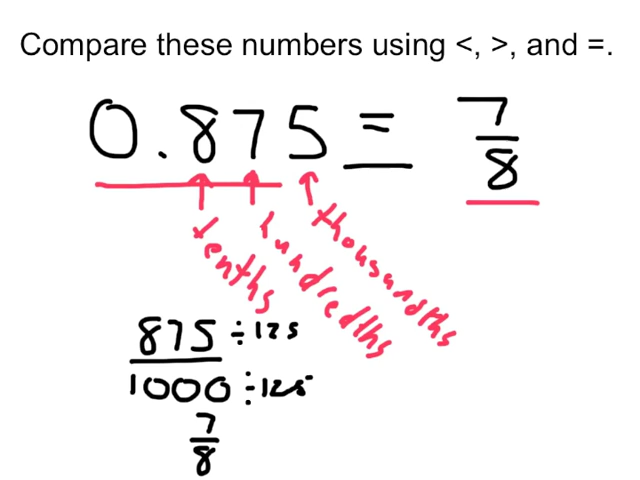 Compare these numbers using <, >, and =.
0.875 = 7/8
tenths
hundredths
thousandths
875 ÷ 125
1000 ÷ 125
7
8